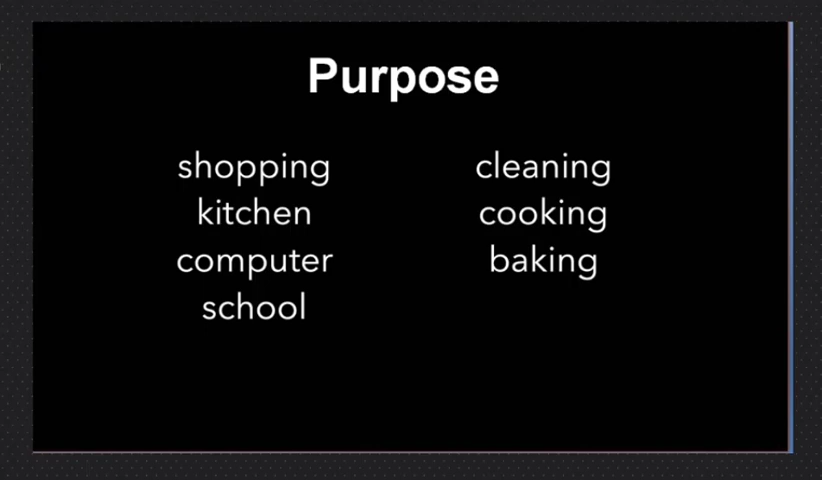 Purpose
shopping
kitchen
computer
school
cleaning
cooking
baking